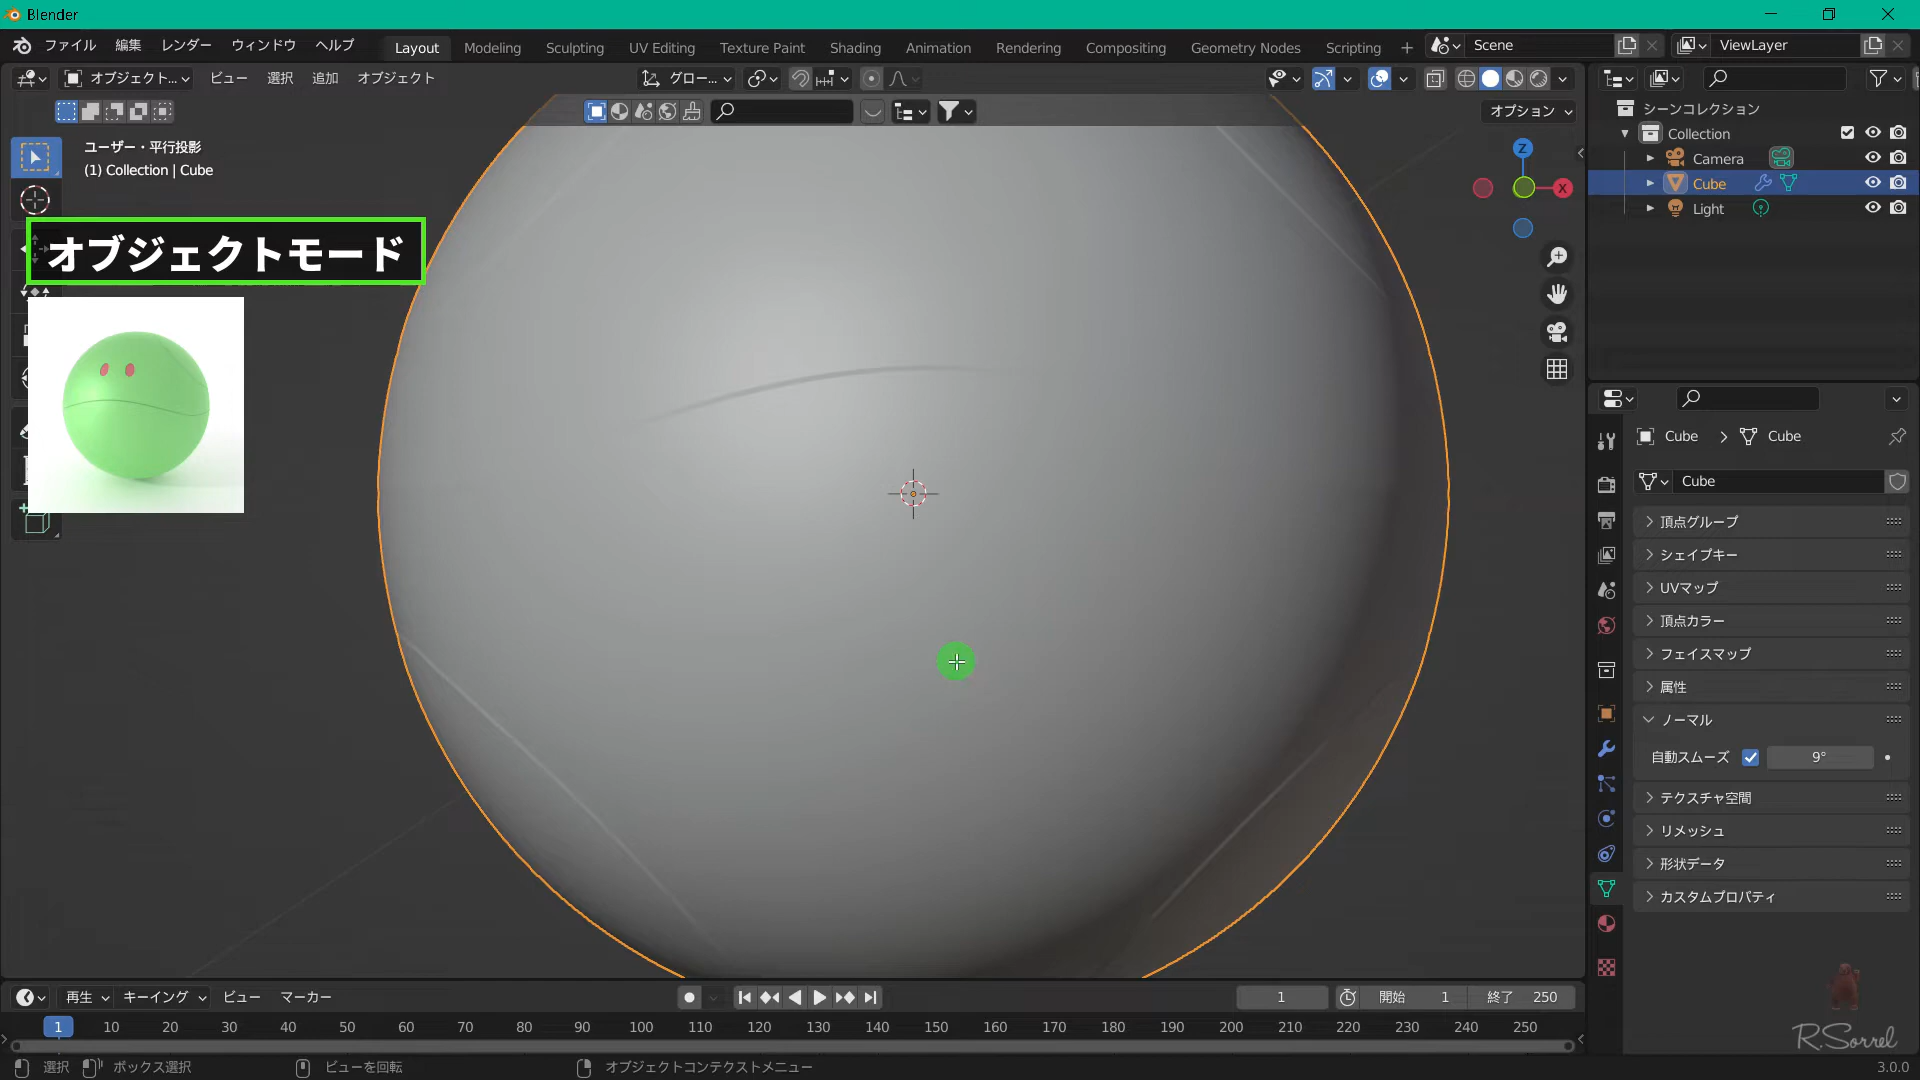 Blender
ファイル 編集 レンダー ウィンドウ ヘルプ Layout Modeling Sculpting UV Editing Texture Paint Shading Animation Rendering Compositing Geometry Nodes Scripting + Scene ViewLayer
オブジェクト... ビュー 選択 追加 オブジェクト グロー...
オプション
ユーザー・平行投影
(1) Collection | Cube
オブジェクトモード
Z
X
シーンコレクション
Collection
Camera
Cube
Light
Cube > Cube
Cube
頂点グループ
シェイプキー
UVマップ
頂点カラー
フェイスマップ
属性
ノーマル
自動スムーズ 9°
テクスチャ空間
リメッシュ
形状データ
カスタムプロパティ
再生 キーイング ビュー マーカー 1 開始 1 終了 250
1 10 20 30 40 50 60 70 80 90 100 110 120 130 140 150 160 170 180 190 200 210 220 230 240 250
R.Sorrel
選択 ボックス選択 ビューを回転 オブジェクトコンテクストメニュー 3.0.0